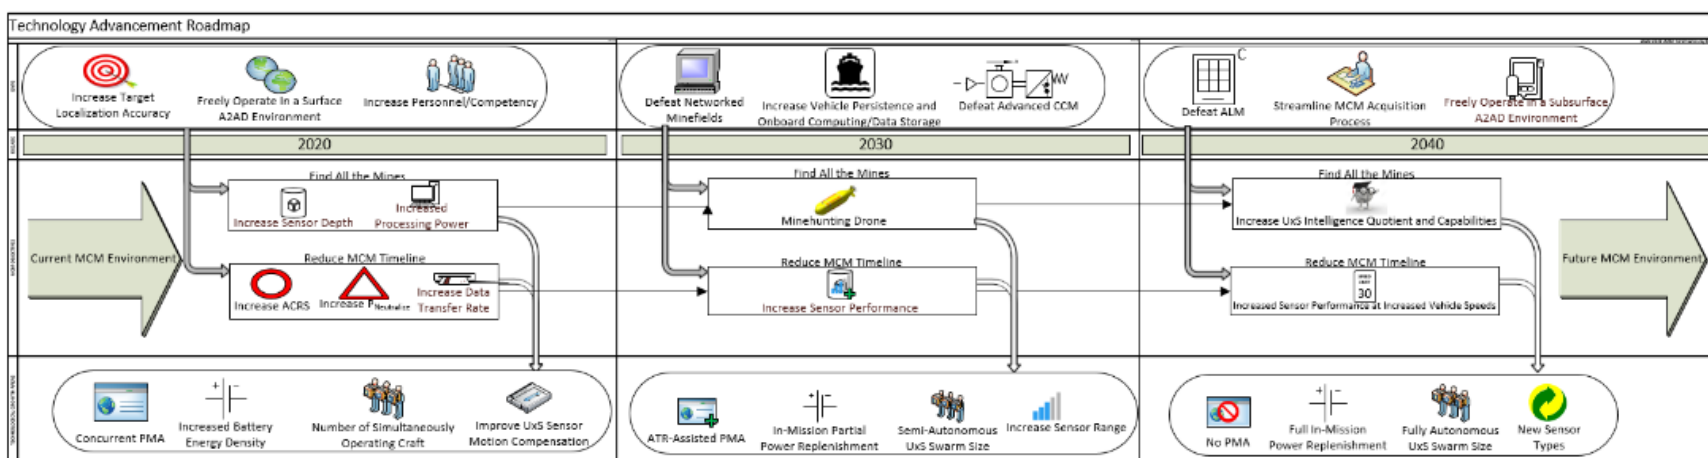 Technology Advancement Roadmap
Increase Target
Localization Accuracy
Freely Operate in a Surface
A2AD Environment
Increase Personnel/Competency
Defeat Networked
Minefields
Increase Vehicle Persistence and
Onboard Computing/Data Storage
Defeat Advanced CCM
C
Defeat ALM
Streamline MCM Acquisition
Process
Freely Operate in a Subsurface
A2AD Environment
2020
2030
2040
Current MCM Environment
Find All the Mines
Increase Sensor Depth
Increased
Processing Power
Reduce MCM Timeline
Increase ACRS
Increase PNeutralize
Increase Data
Transfer Rate
Find All the Mines
Minehunting Drone
Reduce MCM Timeline
Increase Sensor Performance
Find All the Mines
Increase UxS Intelligence Quotient and Capabilities
Reduce MCM Timeline
30
Increased Sensor Performance at Increased Vehicle Speeds
Future MCM Environment
Concurrent PMA
Increased Battery
Energy Density
Number of Simultaneously
Operating Craft
Improve UxS Sensor
Motion Compensation
ATR-Assisted PMA
In-Mission Partial
Power Replenishment
Semi-Autonomous
UxS Swarm Size
Increase Sensor Range
No PMA
Full In-Mission
Power Replenishment
Fully Autonomous
UxS Swarm Size
New Sensor
Types